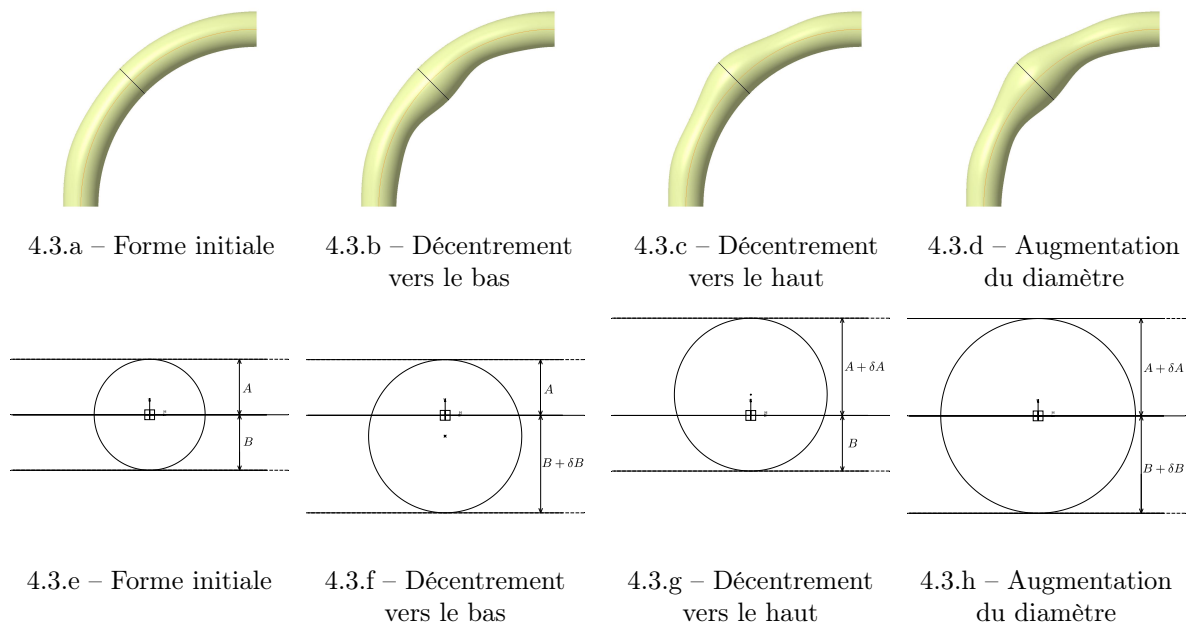 4.3.a – Forme initiale
4.3.b – Décentrement
vers le bas
4.3.c – Décentrement
vers le haut
4.3.d – Augmentation
du diamètre
A
B
A
B + δB
A + δA
B
A + δA
B + δB
4.3.e – Forme initiale
4.3.f – Décentrement
vers le bas
4.3.g – Décentrement
vers le haut
4.3.h – Augmentation
du diamètre